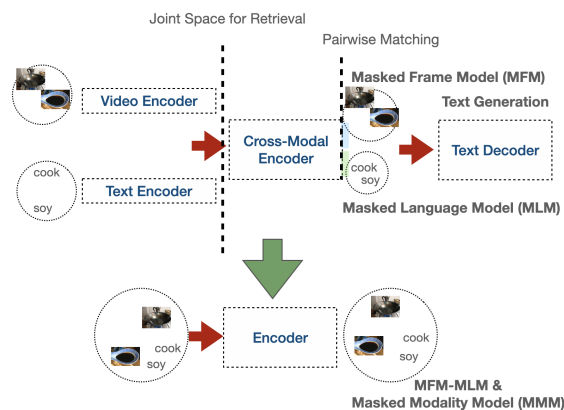 Joint Space for Retrieval
Pairwise Matching
Masked Frame Model (MFM)
Text Generation
Video Encoder
Cross-Modal
Encoder
Text Decoder
cook
soy
Text Encoder
cook
soy
Masked Language Model (MLM)
Encoder
cook
soy
cook
soy
MFM-MLM &
Masked Modality Model (MMM)